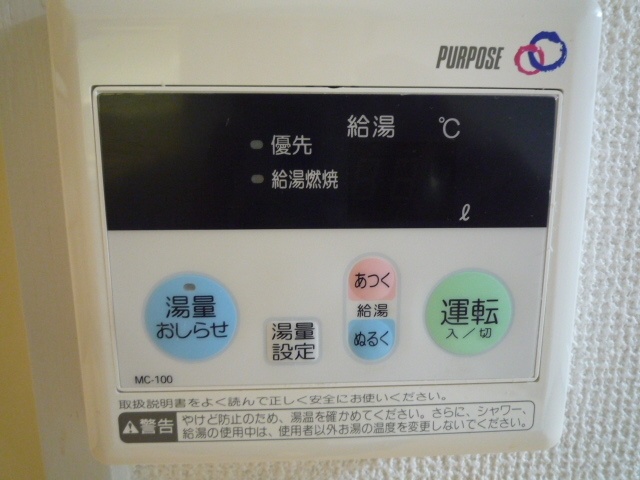 PURPOSE
給湯 ℃
優先
給湯燃焼
ℓ
湯量
おしらせ
湯量
設定
あつく
給湯
ぬるく
運転
入／切
MC-100
取扱説明書をよく読んで正しく安全にお使いください。
警告
やけど防止のため、湯温を確かめてください。さらに、シャワー、
給湯の使用中は、使用者以外お湯の温度を変更しないでください。